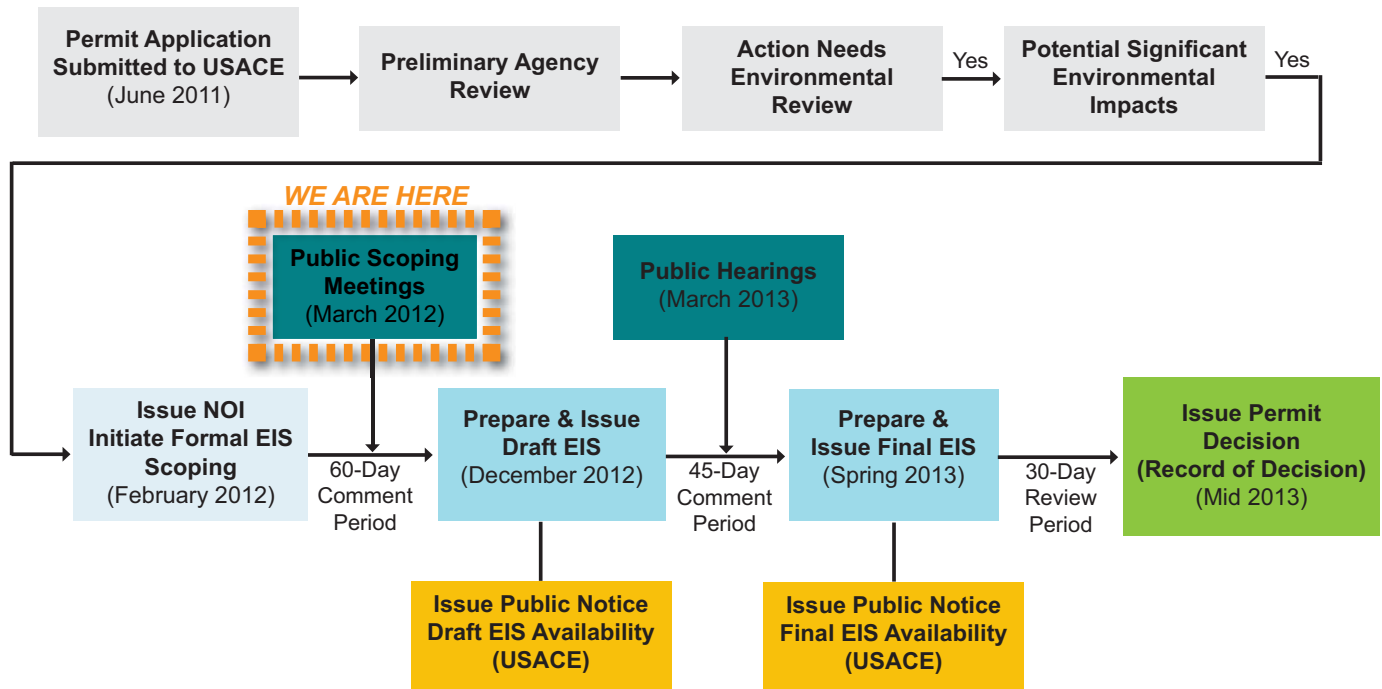 Permit Application
Submitted to USACE
(June 2011)
Preliminary Agency
Review
Action Needs
Environmental
Review
Yes
Potential Significant
Environmental
Impacts
Yes
WE ARE HERE
Public Scoping
Meetings
(March 2012)
Public Hearings
(March 2013)
Issue NOI
Initiate Formal EIS
Scoping
(February 2012)
60-Day
Comment
Period
Prepare & Issue
Draft EIS
(December 2012)
45-Day
Comment
Period
Prepare &
Issue Final EIS
(Spring 2013)
30-Day
Review
Period
Issue Permit
Decision
(Record of Decision)
(Mid 2013)
Issue Public Notice
Draft EIS Availability
(USACE)
Issue Public Notice
Final EIS Availability
(USACE)